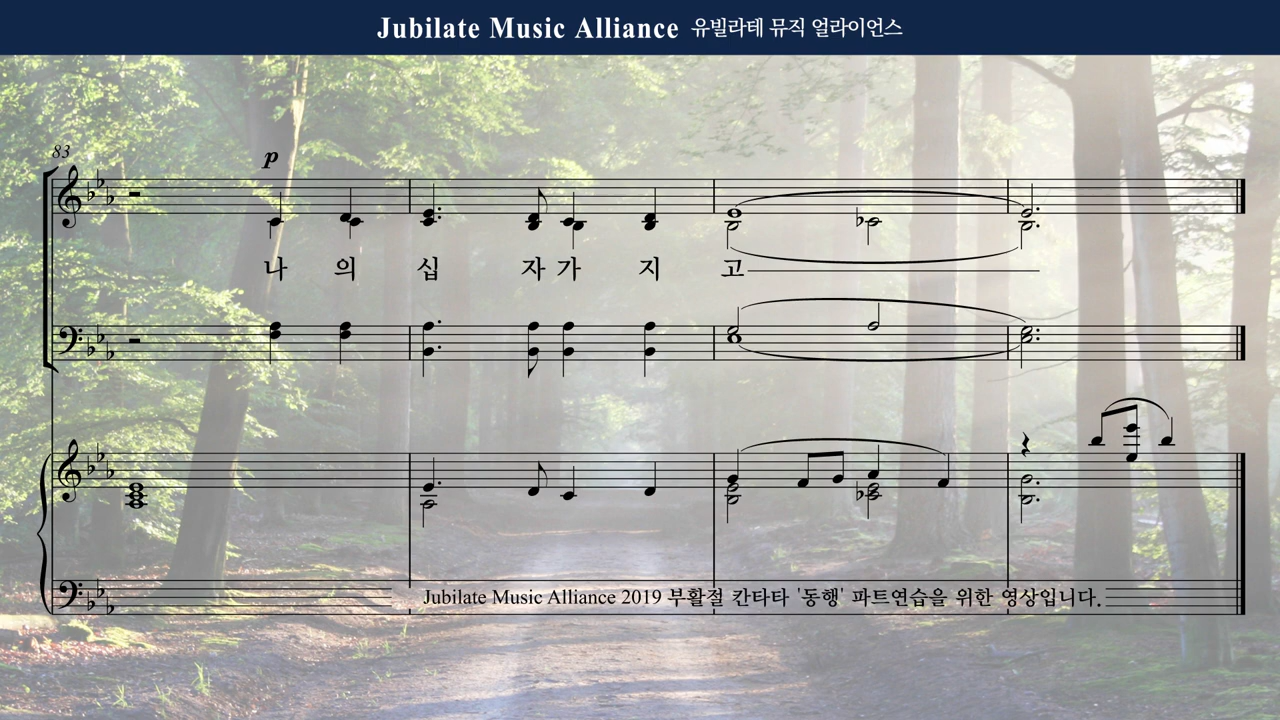 Jubilate Music Alliance 유빌라테 뮤직 얼라이언스
83
p
나 의 십 자 가 지 고
Jubilate Music Alliance 2019 부활절 칸타타 '동행' 파트연습을 위한 영상입니다.